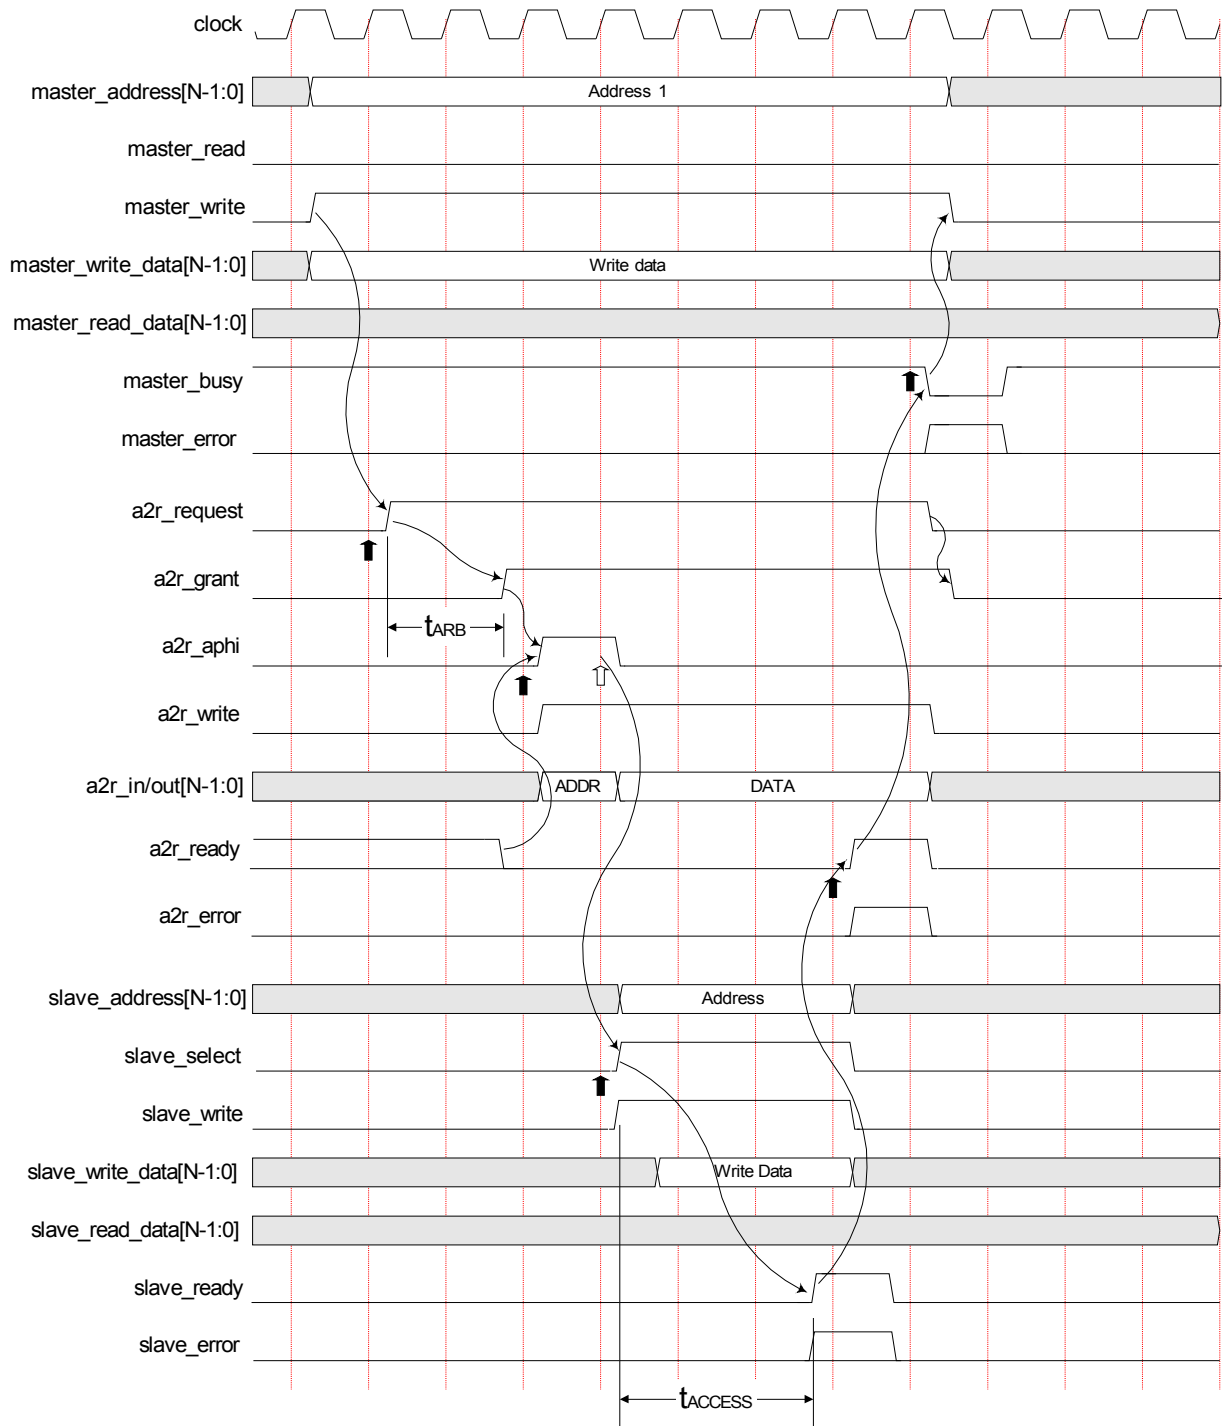 clock
master_address[N-1:0]
Address 1
master_read
master_write
master_write_data[N-1:0]
Write data
master_read_data[N-1:0]
master_busy
master_error
a2r_request
a2r_grant
tARB
a2r_aphi
a2r_write
a2r_in/out[N-1:0]
ADDR
DATA
a2r_ready
a2r_error
slave_address[N-1:0]
Address
slave_select
slave_write
slave_write_data[N-1:0]
Write Data
slave_read_data[N-1:0]
slave_ready
slave_error
tACCESS